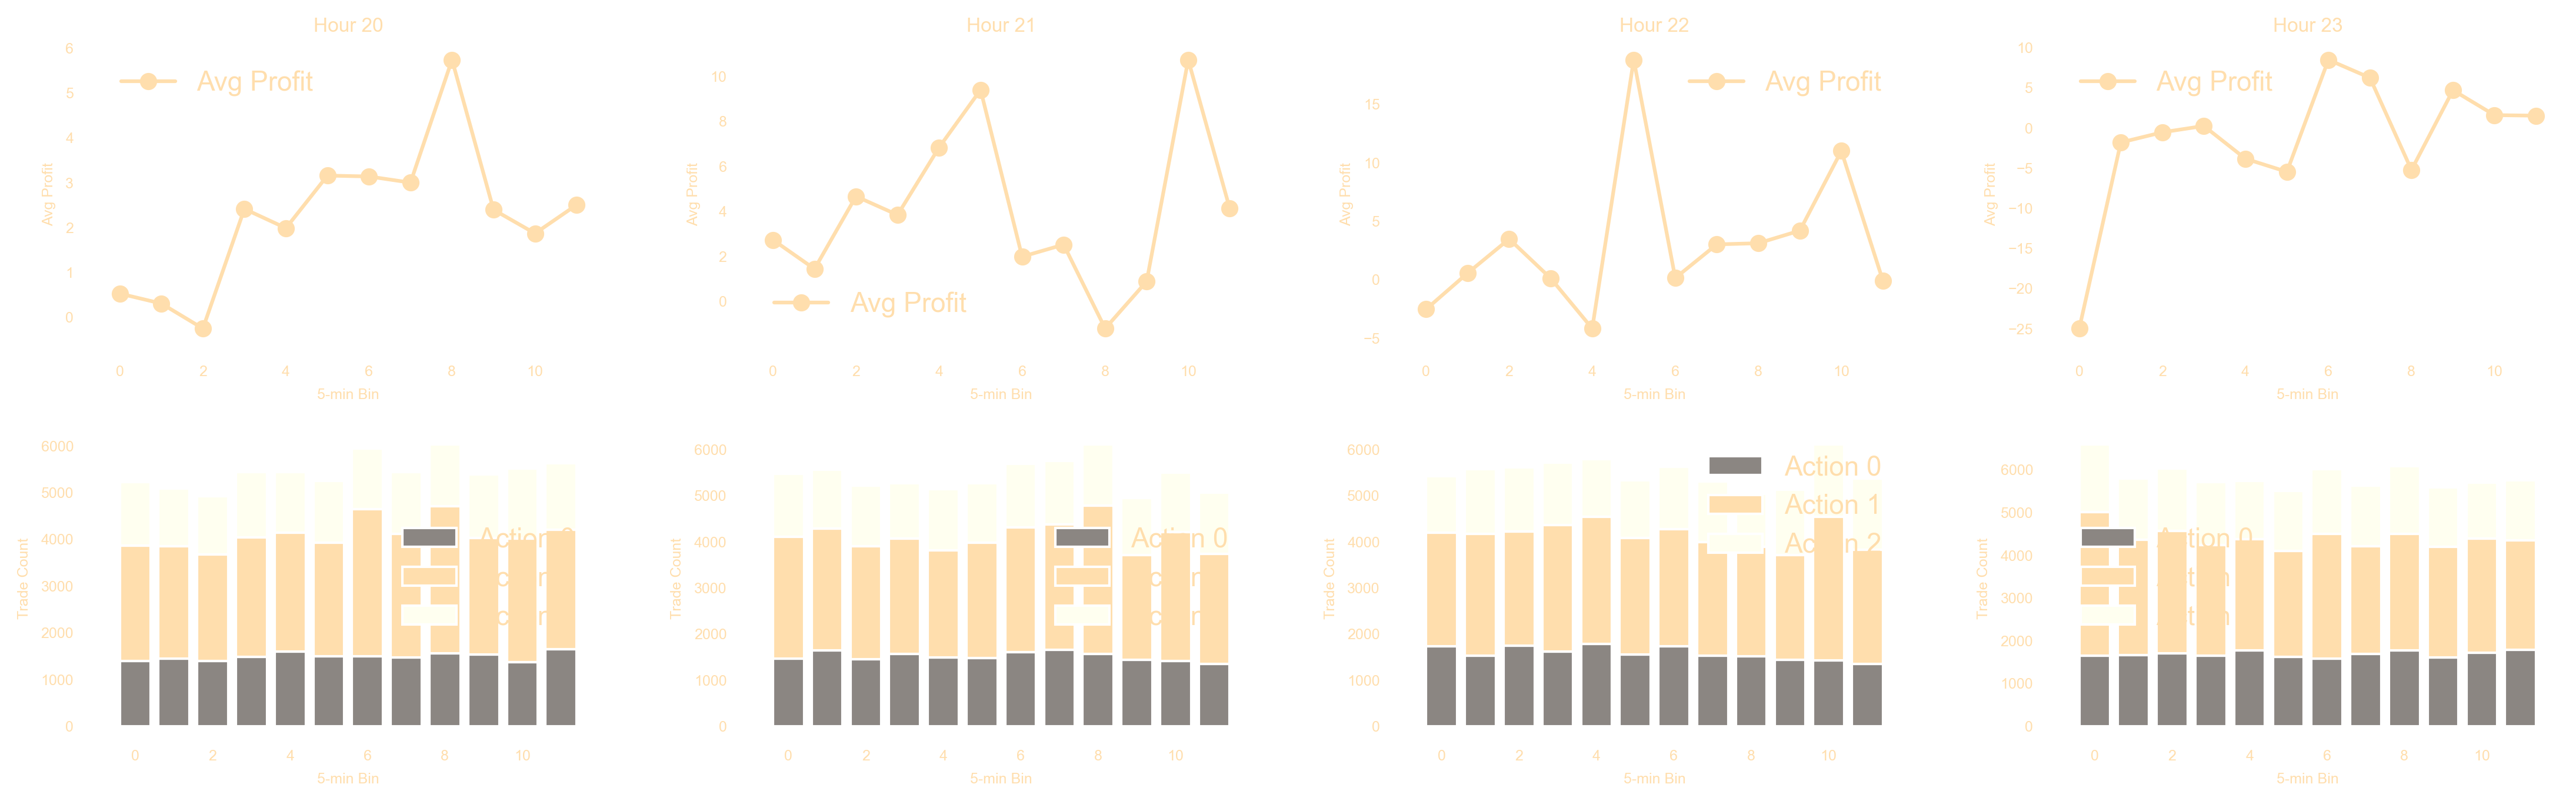 Hour 20
6
5
4
3
2
1
0
Avg Profit
Avg Profit
0 2 4 6 8 10
5-min Bin
Hour 21
10
8
6
4
2
0
Avg Profit
Avg Profit
0 2 4 6 8 10
5-min Bin
Hour 22
15
10
5
0
−5
Avg Profit
Avg Profit
0 2 4 6 8 10
5-min Bin
Hour 23
10
5
0
−5
−10
−15
−20
−25
Avg Profit
Avg Profit
0 2 4 6 8 10
5-min Bin
6000
5000
4000
3000
2000
1000
0
Trade Count
Action 0
0 2 4 6 8 10
5-min Bin
6000
5000
4000
3000
2000
1000
0
Trade Count
Action 0
0 2 4 6 8 10
5-min Bin
6000
5000
4000
3000
2000
1000
0
Trade Count
Action 0
Action 1
Action 2
0 2 4 6 8 10
5-min Bin
6000
5000
4000
3000
2000
1000
0
Trade Count
Action 0
0 2 4 6 8 10
5-min Bin